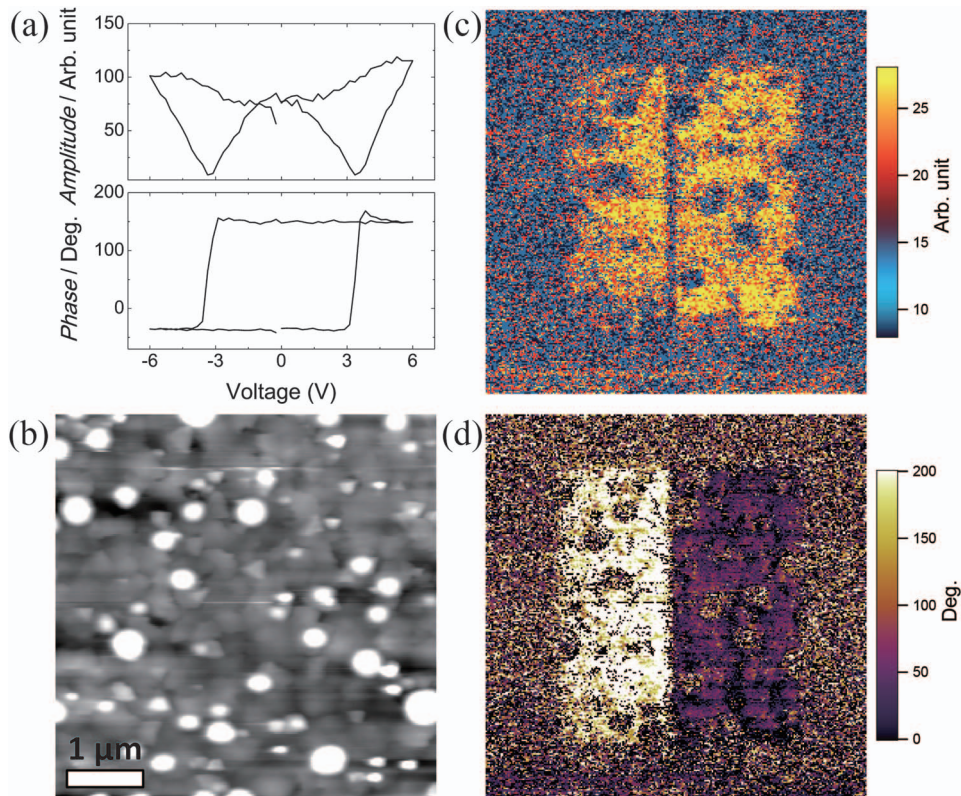 (a)
150
100
50
Amplitude / Arb. unit
200
100
0
Phase / Deg.
-6 -3 0 3 6
Voltage (V)
(b)
1 μm
(c)
25
20
15
10
Arb. unit
(d)
200
150
100
50
0
Deg.